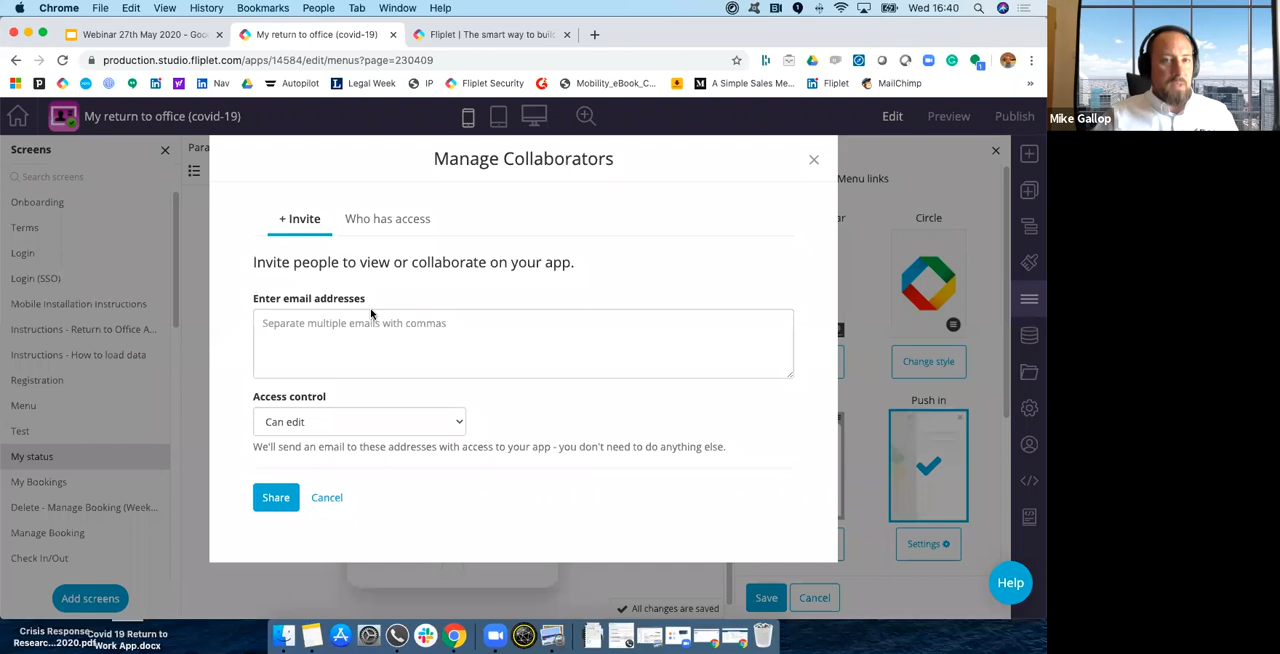 Chrome File Edit View History Bookmarks People Tab Window Help Wed 16:40
Webinar 27th May 2020 - Goo
My return to office (covid-19)
Fliplet | The smart way to buil
production.studio.fliplet.com/apps/14584/edit/menus?page=230409
Nav Autopilot Legal Week IP Fliplet Security Mobility_eBook_C... A Simple Sales Me... Fliplet MailChimp »
My return to office (covid-19) Edit Preview Publish
Mike Gallop
Screens
Para
Search screens
Onboarding
Terms
Login
Login (SSO)
Mobile Installation Instructions
Instructions - Return to Office A...
Instructions - How to load data
Registration
Menu
Test
My status
My Bookings
Delete - Manage Booking (Week...
Manage Booking
Check In/Out
Add screens
Manage Collaborators
+ Invite Who has access
Invite people to view or collaborate on your app.
Enter email addresses
Separate multiple emails with commas
Access control
Can edit
We'll send an email to these addresses with access to your app - you don't need to do anything else.
Share Cancel
Menu links
ar Circle
Change style
Push in
Settings
All changes are saved
Save Cancel
Help
Crisis Response
Researc...2020.pdf
Covid 19 Return to
Work App.docx